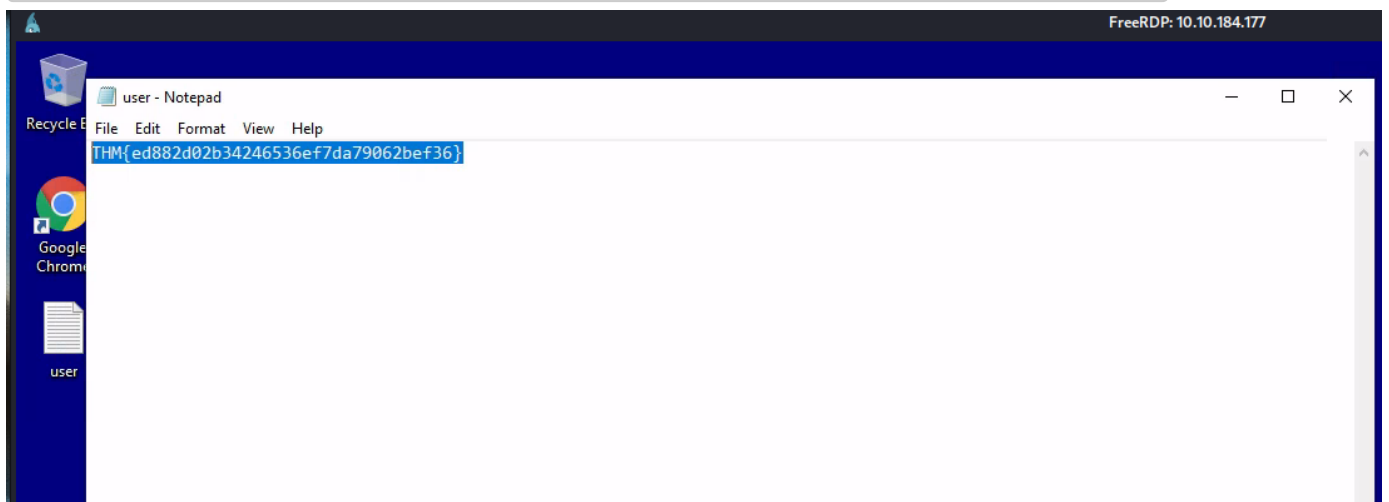 FreeRDP: 10.10.184.177
user - Notepad
Recycle B
File Edit Format View Help
THM{ed882d02b34246536ef7da79062bef36}
Google
Chrome
user